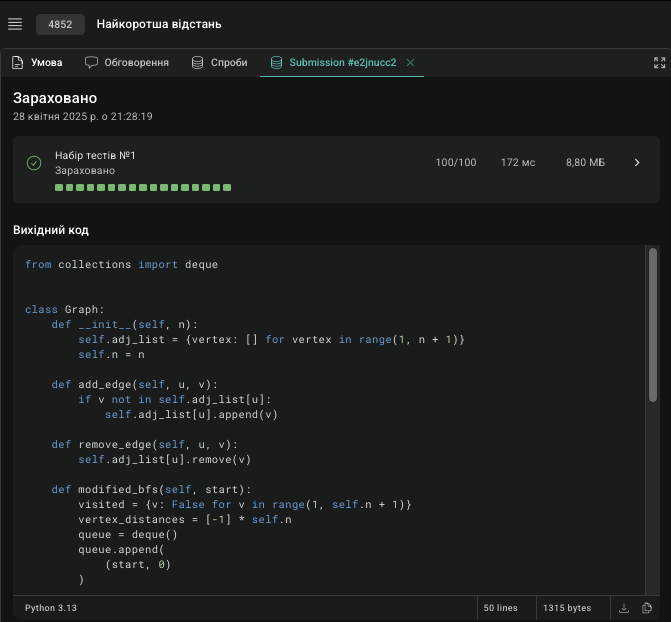 4852 Найкоротша відстань
Умова Обговорення Спроби Submission #e2jnucc2
Зараховано
28 квітня 2025 р. о 21:28:19
Набір тестів №1
Зараховано
100/100 172 мс 8,80 МБ
Вихідний код
from collections import deque
class Graph:
    def __init__(self, n):
        self.adj_list = {vertex: [] for vertex in range(1, n + 1)}
        self.n = n
    def add_edge(self, u, v):
        if v not in self.adj_list[u]:
            self.adj_list[u].append(v)
    def remove_edge(self, u, v):
        self.adj_list[u].remove(v)
    def modified_bfs(self, start):
        visited = {v: False for v in range(1, self.n + 1)}
        vertex_distances = [-1] * self.n
        queue = deque()
        queue.append(
            (start, 0)
        )
Python 3.13 50 lines 1315 bytes